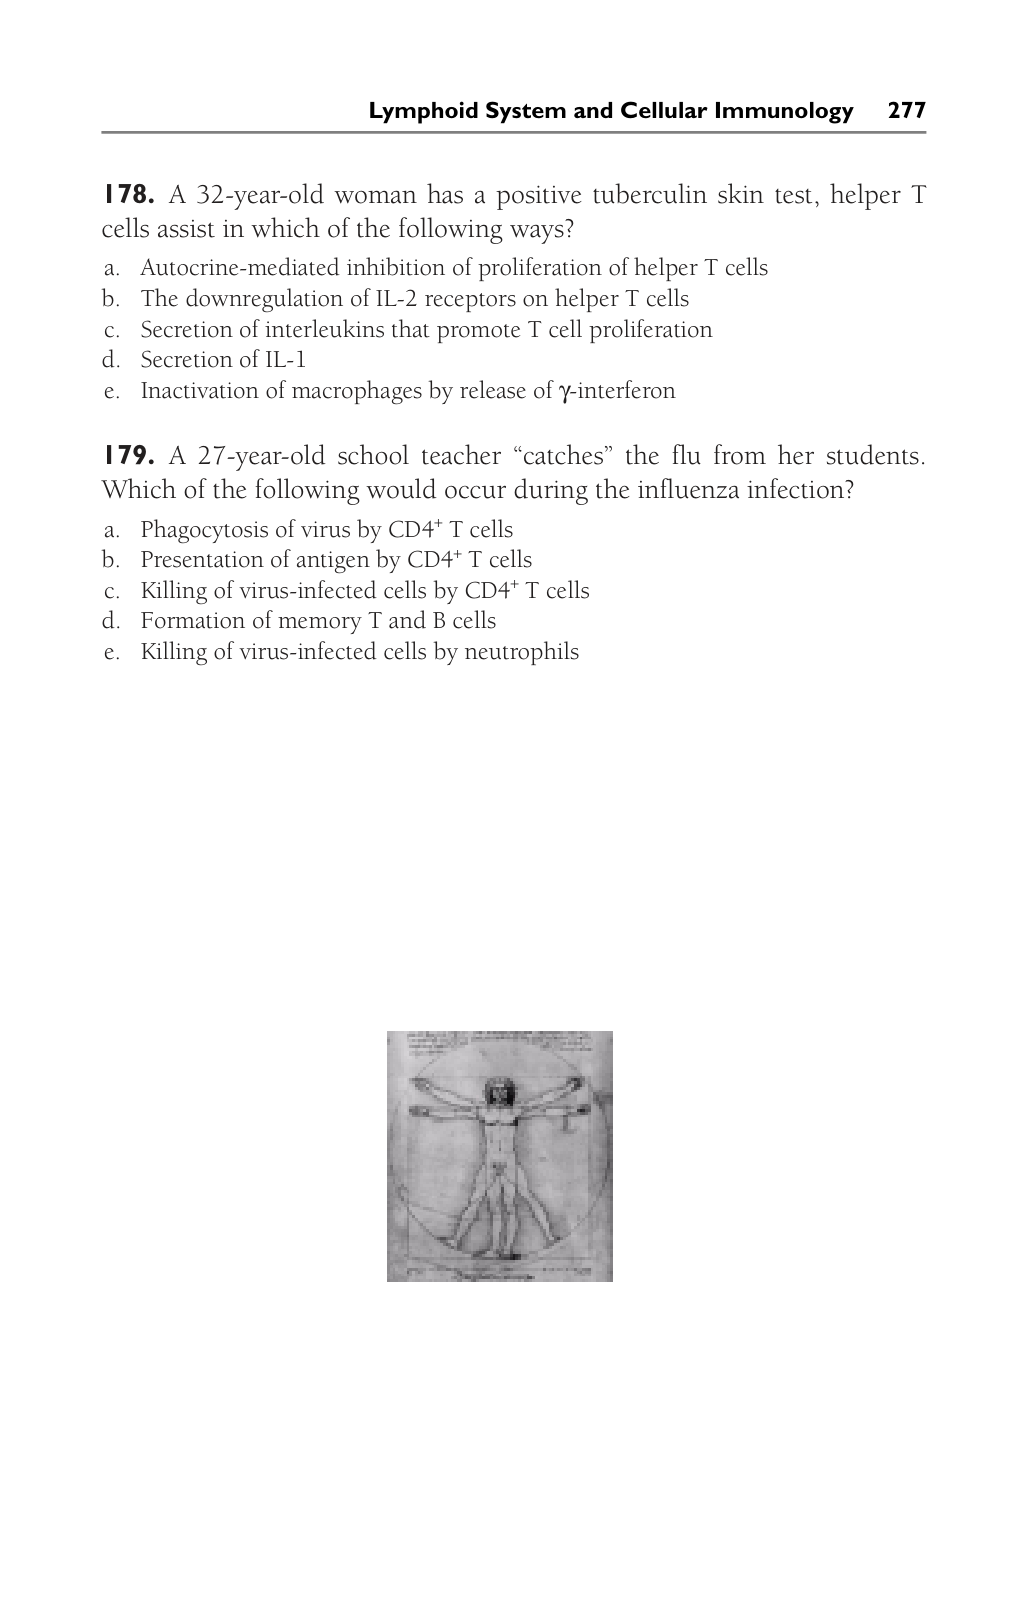 Lymphoid System and Cellular Immunology 277
178. A 32-year-old woman has a positive tuberculin skin test, helper T
cells assist in which of the following ways?
a. Autocrine-mediated inhibition of proliferation of helper T cells
b. The downregulation of IL-2 receptors on helper T cells
c. Secretion of interleukins that promote T cell proliferation
d. Secretion of IL-1
e. Inactivation of macrophages by release of γ-interferon
179. A 27-year-old school teacher “catches” the flu from her students.
Which of the following would occur during the influenza infection?
a. Phagocytosis of virus by CD4⁺ T cells
b. Presentation of antigen by CD4⁺ T cells
c. Killing of virus-infected cells by CD4⁺ T cells
d. Formation of memory T and B cells
e. Killing of virus-infected cells by neutrophils